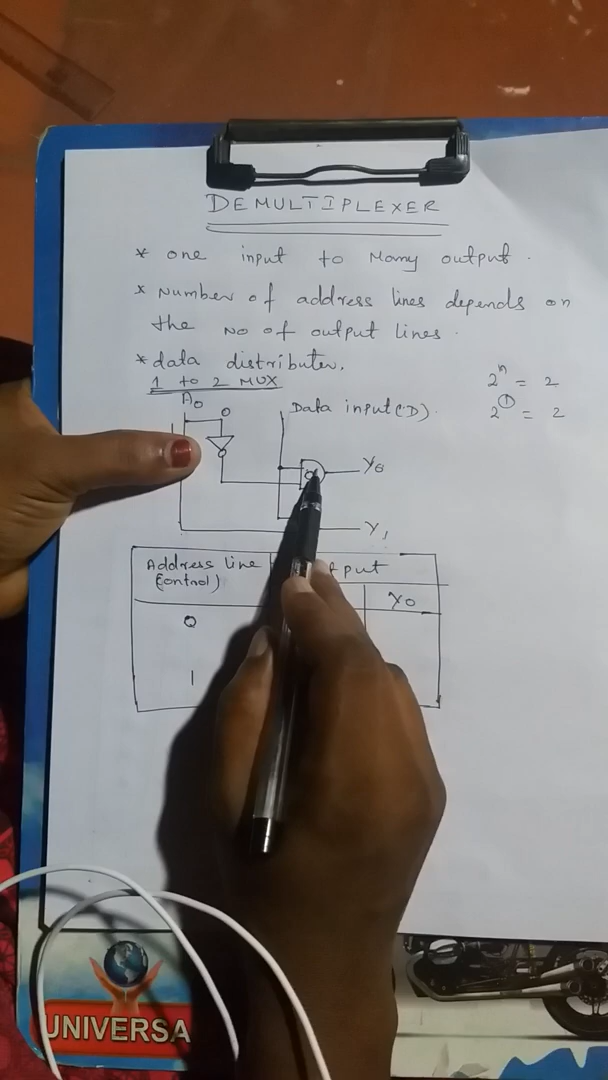 DEMULTIPLEXER
* one input to Many output.
* Number of address lines depends on
the No of output lines.
* data distributer.
1 to 2 MUX
2^n = 2
2^1 = 2
A0
0
Data input (D).
Y0
Y1
Address line
(control)
Y0
0
1
UNIVERSA